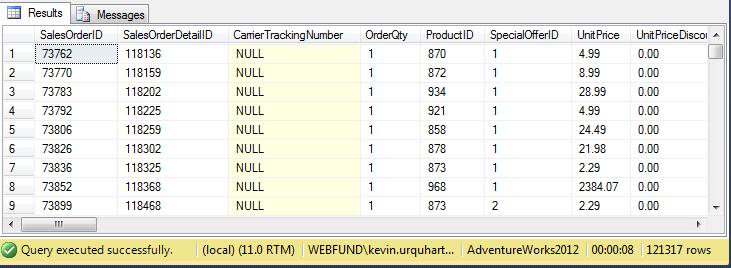 Results Messages
SalesOrderID SalesOrderDetailID CarrierTrackingNumber OrderQty ProductID SpecialOfferID UnitPrice UnitPriceDiscou
1 73762 118136 NULL 1 870 1 4.99 0.00
2 73770 118159 NULL 1 872 1 8.99 0.00
3 73783 118202 NULL 1 934 1 28.99 0.00
4 73792 118225 NULL 1 921 1 4.99 0.00
5 73806 118259 NULL 1 858 1 24.49 0.00
6 73826 118302 NULL 1 878 1 21.98 0.00
7 73836 118325 NULL 1 873 1 2.29 0.00
8 73852 118368 NULL 1 968 1 2384.07 0.00
9 73899 118468 NULL 1 873 2 2.29 0.00
Query executed successfully. (local) (11.0 RTM) WEBFUND\kevin.urquhart... AdventureWorks2012 00:00:08 121317 rows